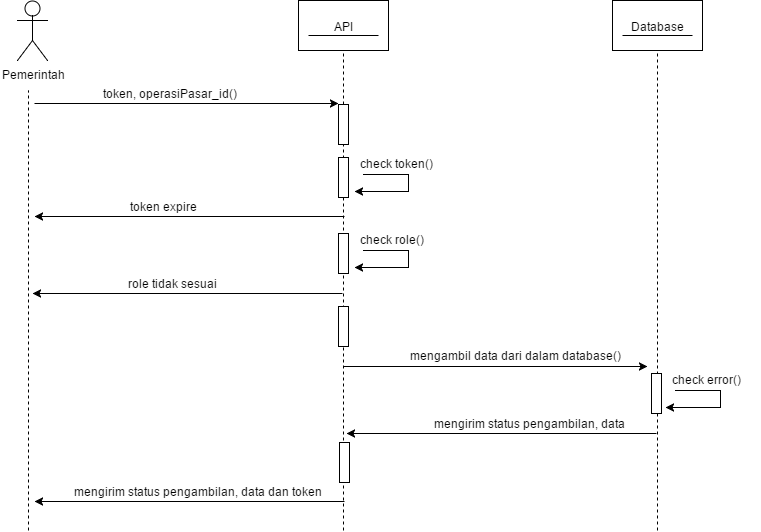 API
Database
Pemerintah
token, operasiPasar_id()
check token()
token expire
check role()
role tidak sesuai
mengambil data dari dalam database()
check error()
mengirim status pengambilan, data
mengirim status pengambilan, data dan token